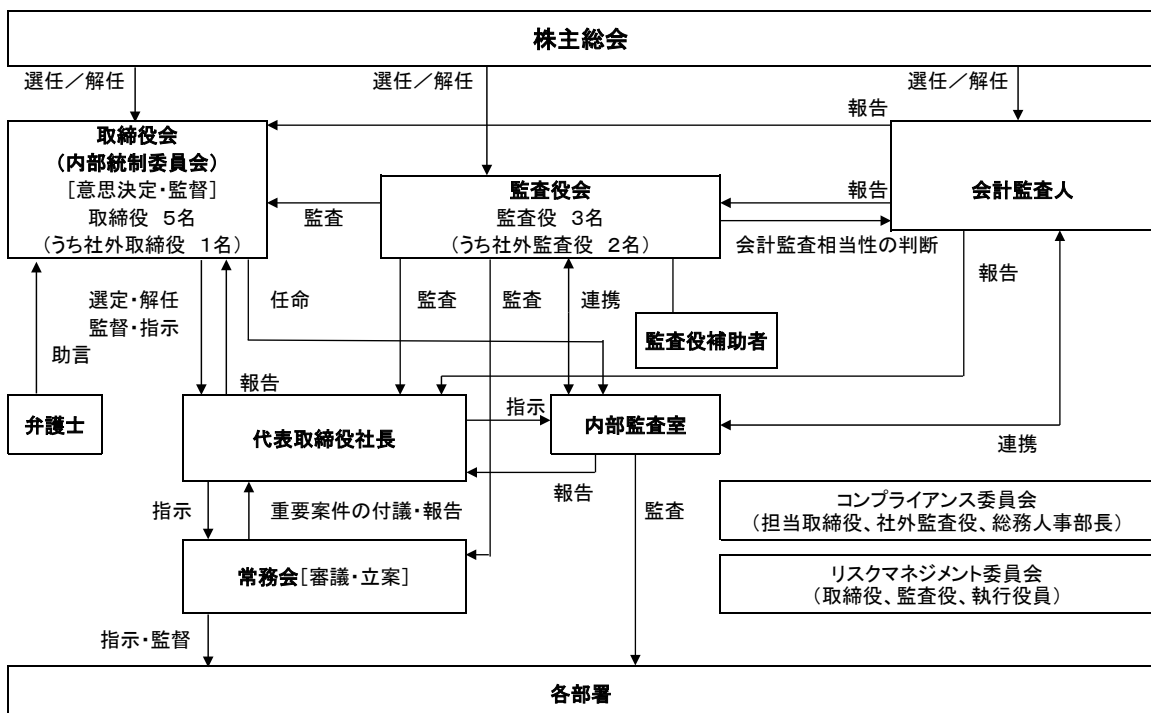 株主総会
選任／解任
選任／解任
選任／解任
報告
取締役会
（内部統制委員会）
[意思決定・監督]
取締役 5名
（うち社外取締役 1名）
監査
監査役会
監査役 3名
（うち社外監査役 2名）
報告
会計監査相当性の判断
会計監査人
選定・解任
監督・指示
任命
監査
監査
連携
報告
助言
報告
監査役補助者
弁護士
代表取締役社長
指示
内部監査室
連携
報告
指示
重要案件の付議・報告
監査
コンプライアンス委員会
（担当取締役、社外監査役、総務人事部長）
常務会[審議・立案]
リスクマネジメント委員会
（取締役、監査役、執行役員）
指示・監督
各部署